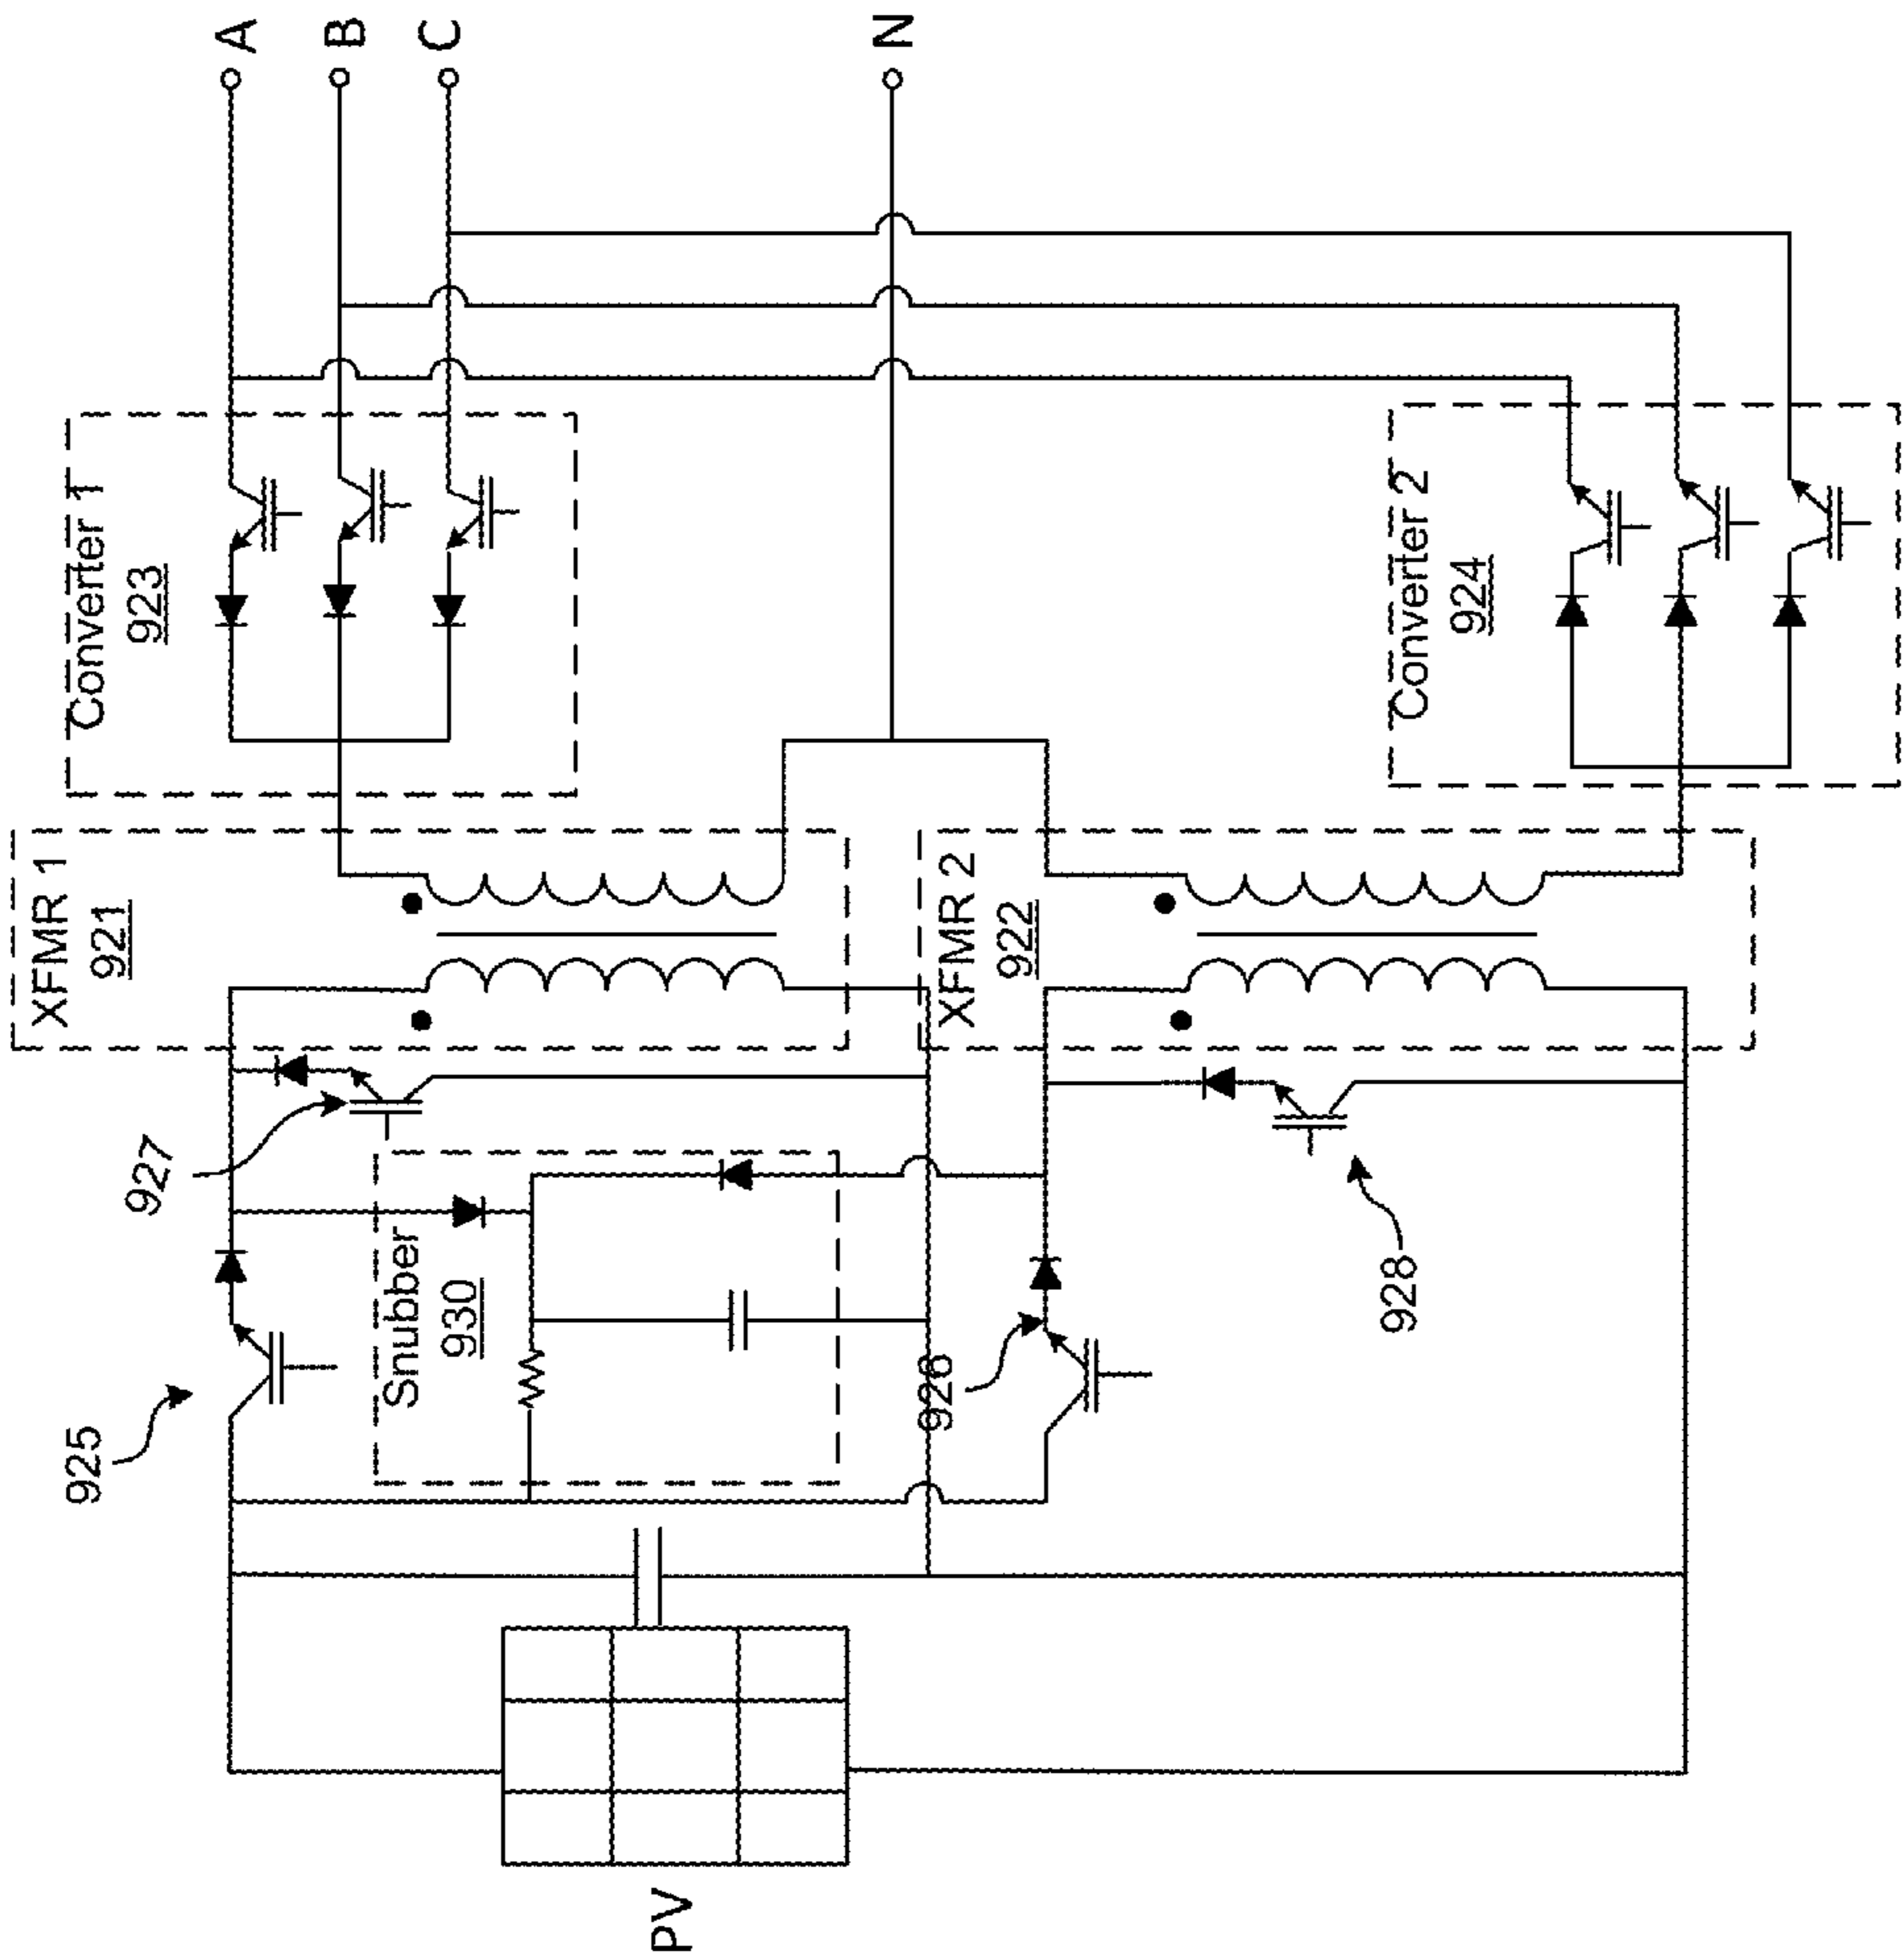 A
B
C
N
Converter 1
923
Converter 2
924
XFMR 1
921
XFMR 2
922
927
928
Snubber
930
925
926
PV